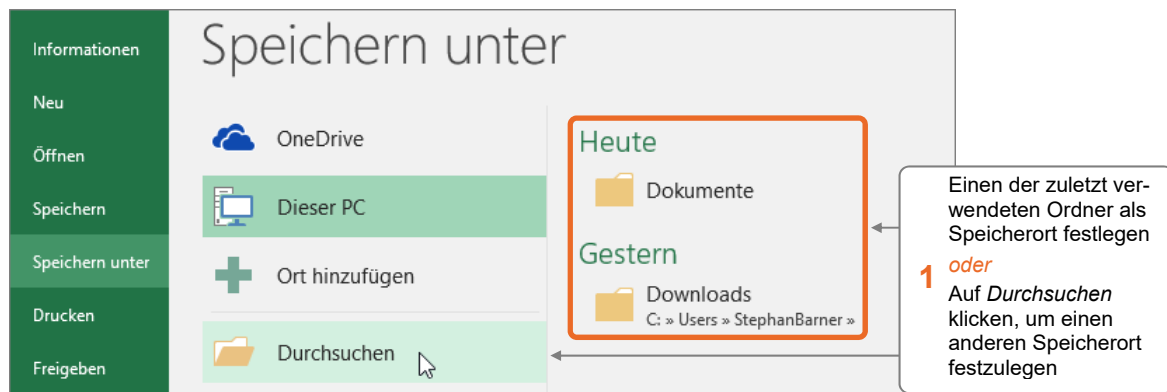 Informationen
Neu
Öffnen
Speichern
Speichern unter
Drucken
Freigeben
Speichern unter
OneDrive
Dieser PC
Ort hinzufügen
Durchsuchen
Heute
Dokumente
Gestern
Downloads
C: » Users » StephanBarner »
Einen der zuletzt ver-
wendeten Ordner als
Speicherort festlegen
1 oder
Auf Durchsuchen
klicken, um einen
anderen Speicherort
festzulegen